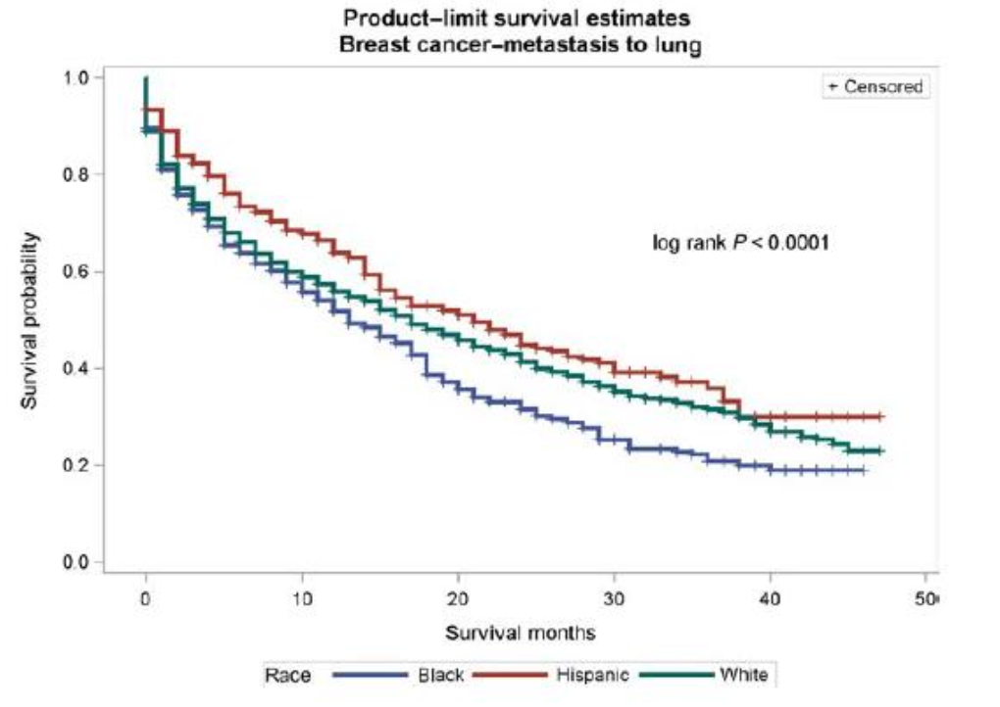 Product–limit survival estimates
Breast cancer–metastasis to lung
+ Censored
log rank P < 0.0001
Survival probability
1.0
0.8
0.6
0.4
0.2
0.0
0 10 20 30 40 50
Survival months
Race Black Hispanic White